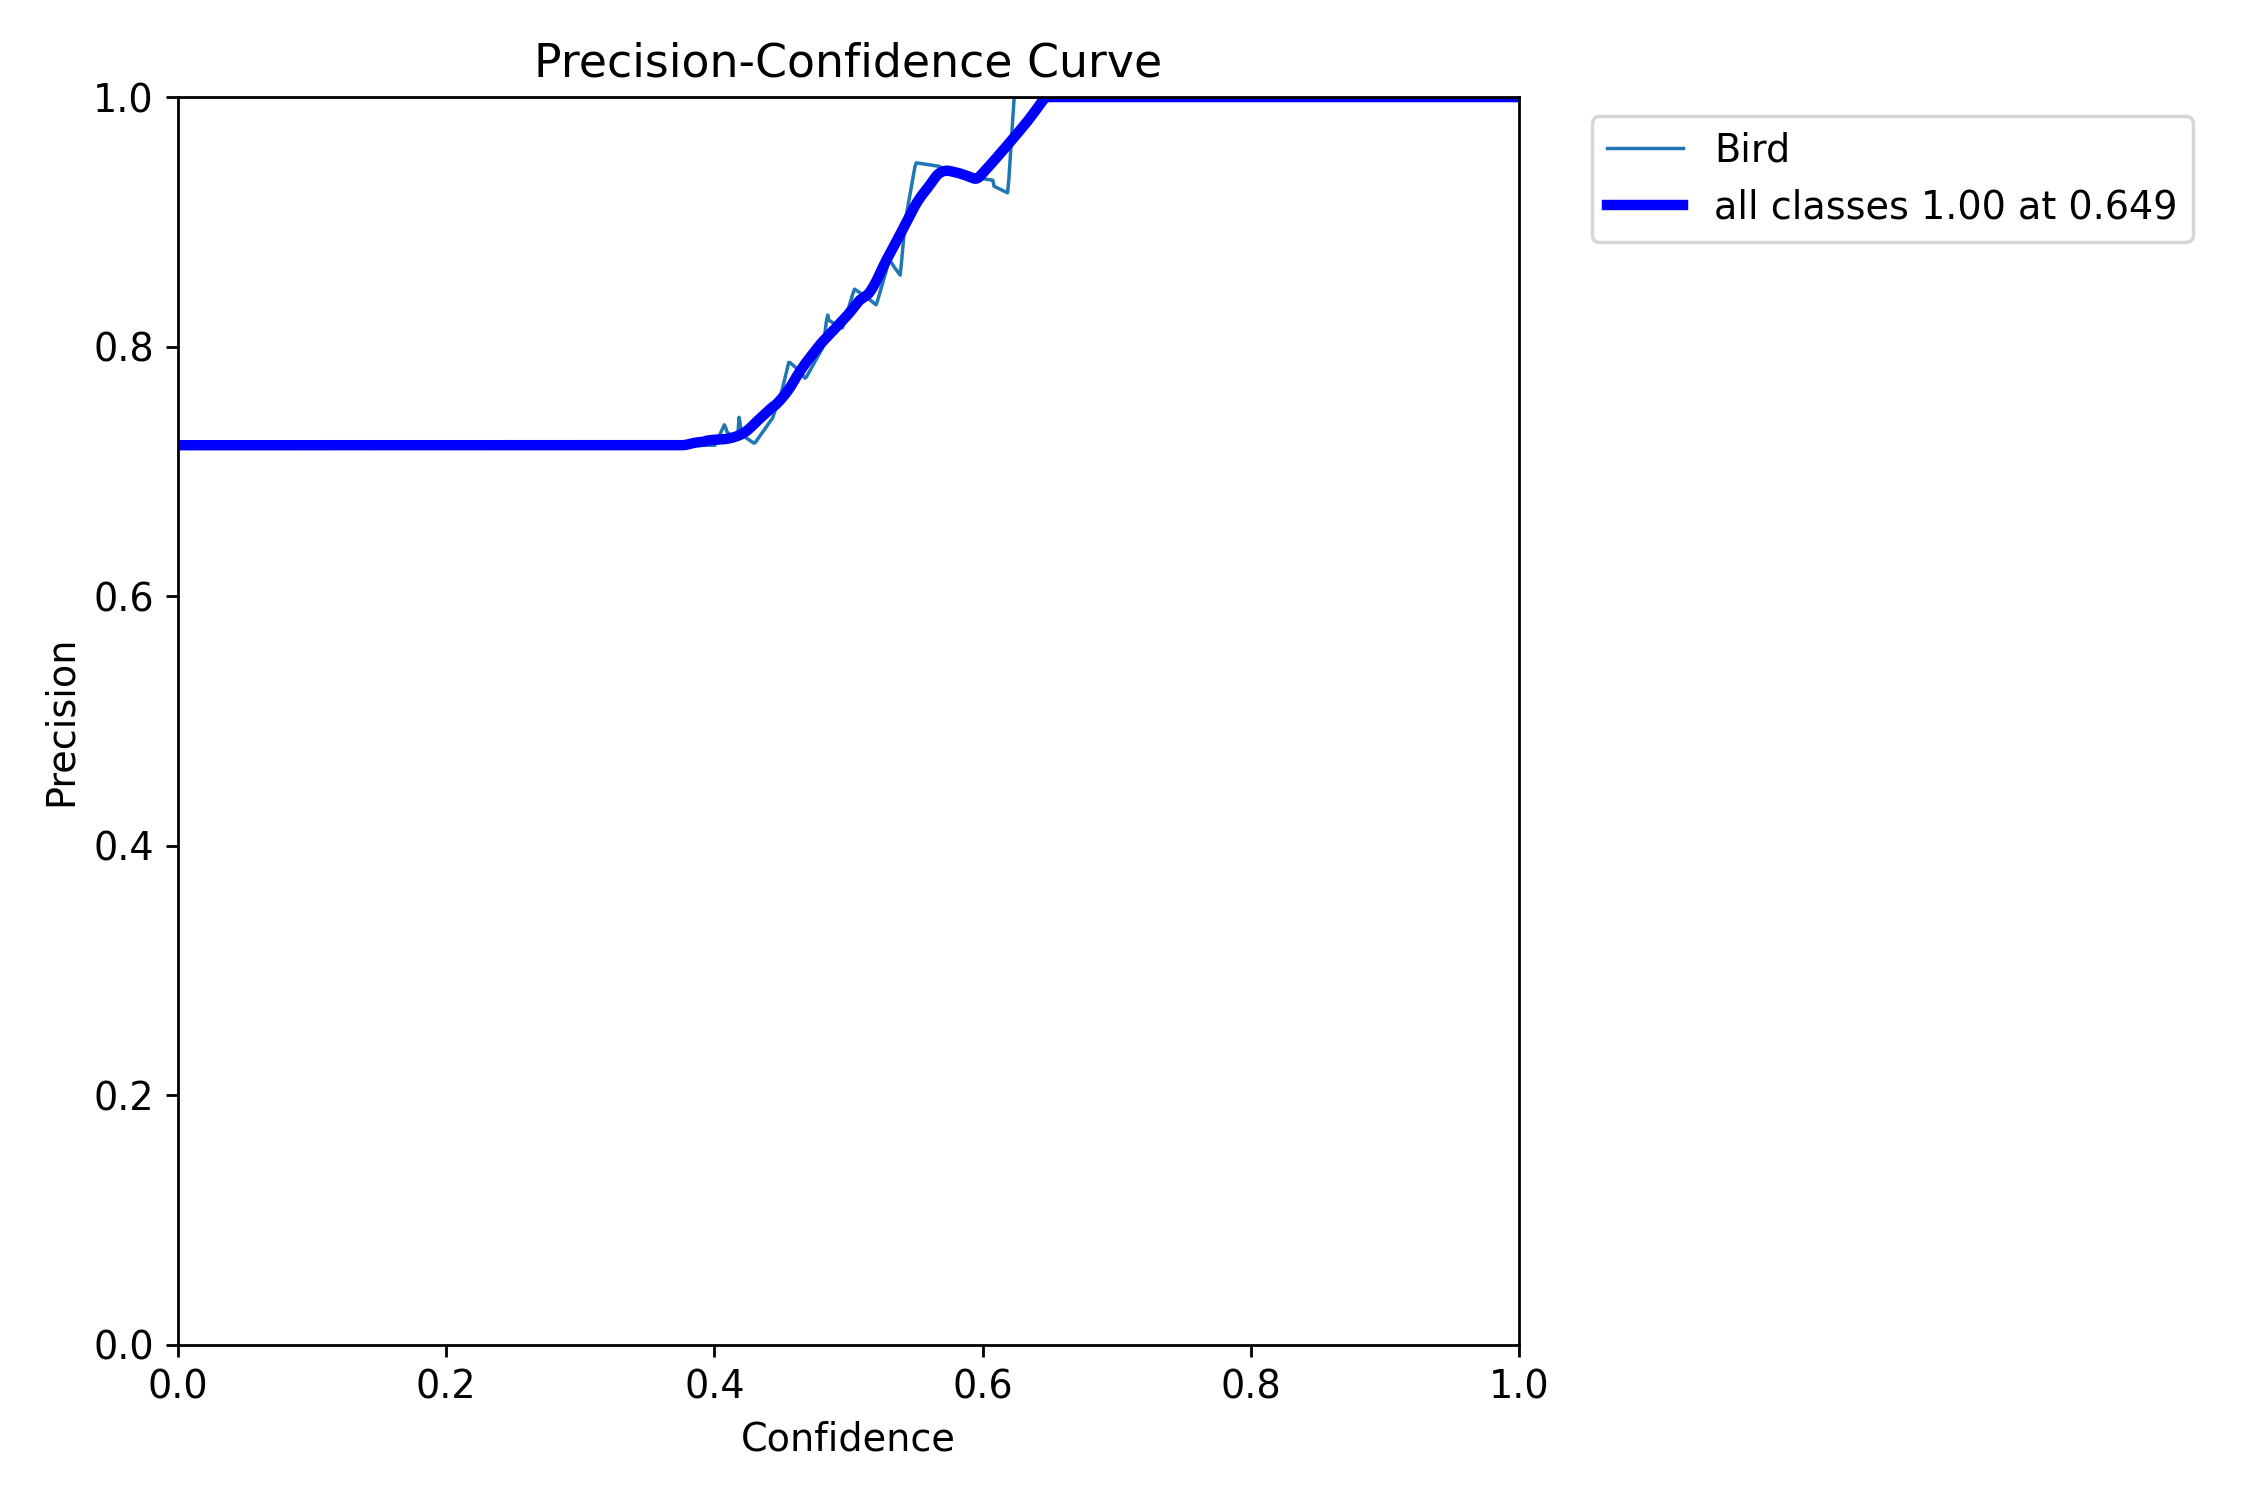 Precision-Confidence Curve
1.0
0.8
0.6
0.4
0.2
0.0
Precision
0.0 0.2 0.4 0.6 0.8 1.0
Confidence
Bird
all classes 1.00 at 0.649